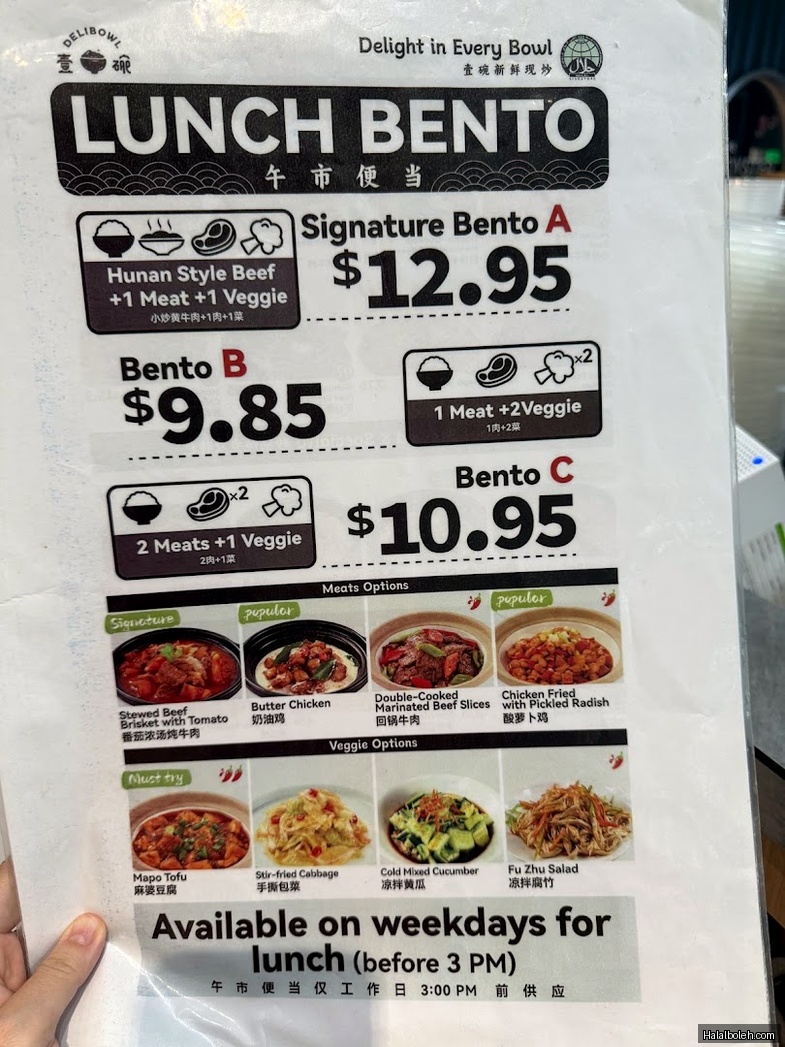 DELIBOWL
壹碗
Delight in Every Bowl
壹碗新鲜现炒
LUNCH BENTO
午市便当
Hunan Style Beef
+1 Meat +1 Veggie
小炒黄牛肉+1肉+1菜
Signature Bento A
$12.95
Bento B
$9.85
×2
1 Meat +2Veggie
1肉+2菜
×2
2 Meats +1 Veggie
2肉+1菜
Bento C
$10.95
Meats Options
Signature
Stewed Beef
Brisket with Tomato
番茄浓汤炖牛肉
popular
Butter Chicken
奶油鸡
Double-Cooked
Marinated Beef Slices
回锅牛肉
popular
Chicken Fried
with Pickled Radish
酸萝卜鸡
Veggie Options
Must try
Mapo Tofu
麻婆豆腐
Stir-fried Cabbage
手撕包菜
Cold Mixed Cucumber
凉拌黄瓜
Fu Zhu Salad
凉拌腐竹
Available on weekdays for
lunch (before 3 PM)
午市便当仅工作日 3:00 PM 前供应
Halalboleh.com